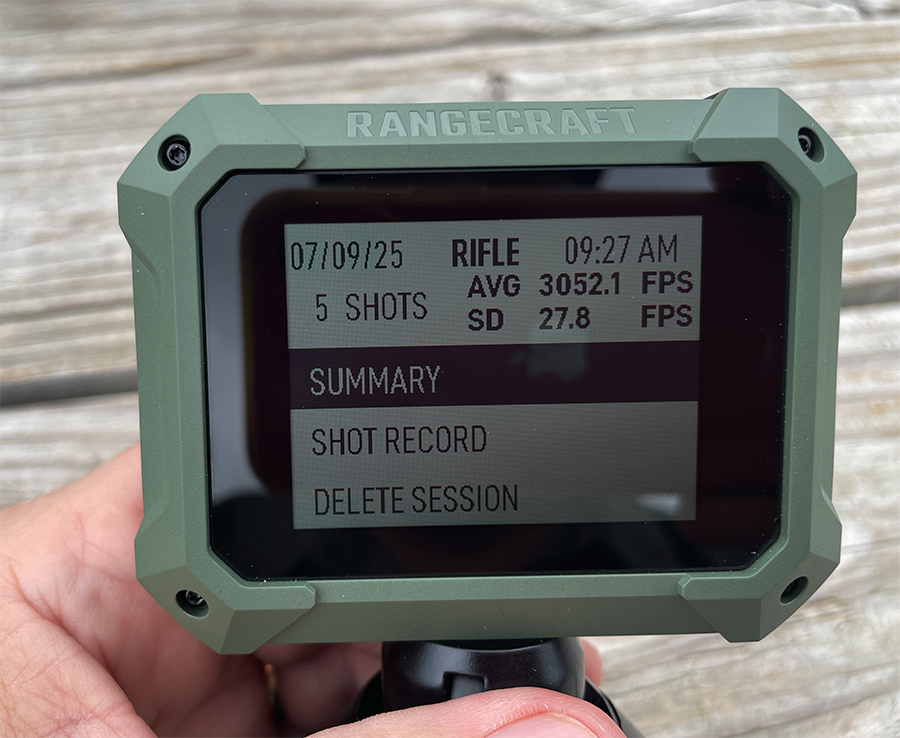 RANGECRAFT
07/09/25 RIFLE 09:27 AM
AVG 3052.1 FPS
5 SHOTS
SD 27.8 FPS
SUMMARY
SHOT RECORD
DELETE SESSION